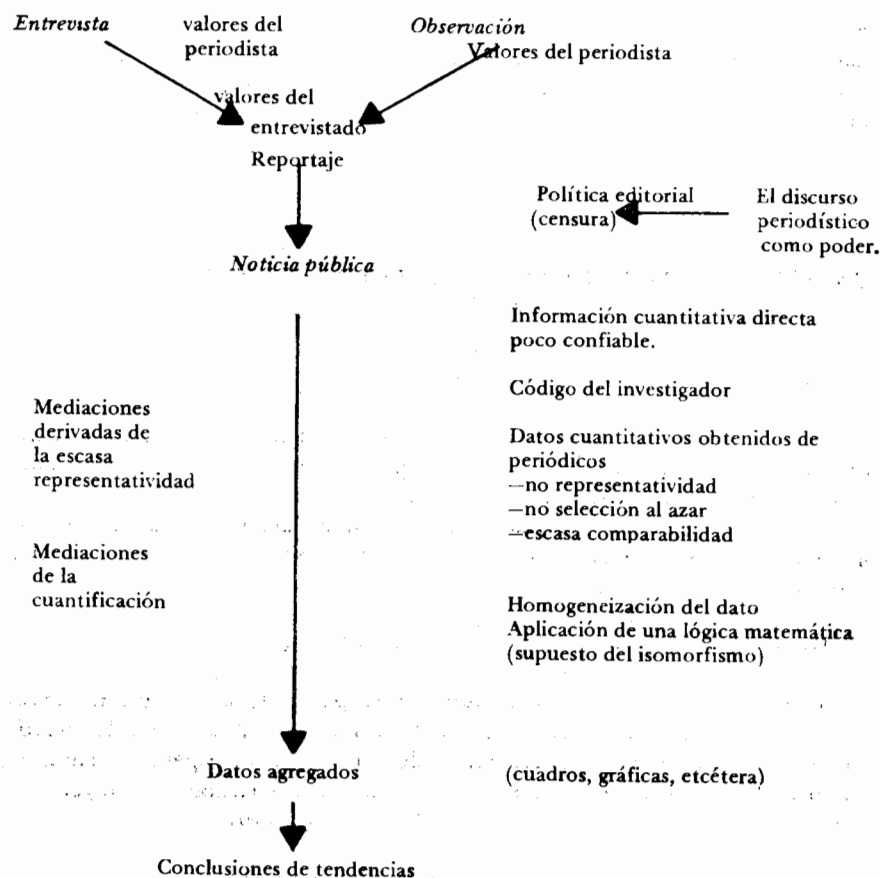 Entrevista
valores del
periodista
Observación
Valores del periodista
valores del
entrevistado
Reportaje
Política editorial
(censura)
El discurso
periodístico
como poder.
Noticia pública
Información cuantitativa directa
poco confiable.
Código del investigador
Mediaciones
derivadas de
la escasa
representatividad
Datos cuantitativos obtenidos de
periódicos
—no representatividad
—no selección al azar
—escasa comparabilidad
Mediaciones
de la
cuantificación
Homogeneización del dato
Aplicación de una lógica matemática
(supuesto del isomorfismo)
Datos agregados
(cuadros, gráficas, etcétera)
Conclusiones de tendencias